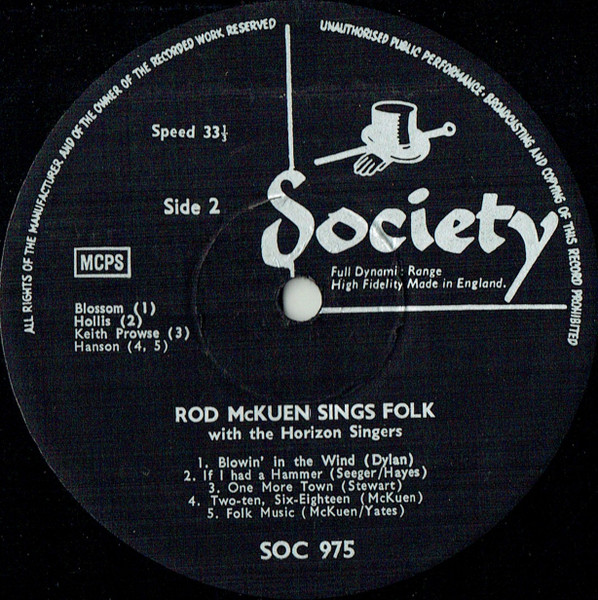 ALL RIGHTS OF THE MANUFACTURER AND OF THE OWNER OF THE RECORDED WORK RESERVED
UNAUTHORISED PUBLIC PERFORMANCE · BROADCASTING AND COPYING OF THIS RECORD PROHIBITED
Speed 33⅓
Side 2
Society
Full Dynamic Range
High Fidelity Made in England.
MCPS
Blossom (1)
Hollis (2)
Keith Prowse (3)
Hanson (4, 5)
ROD McKUEN SINGS FOLK
with the Horizon Singers
1. Blowin' in the Wind (Dylan)
2. If I had a Hammer (Seeger/Hayes)
3. One More Town (Stewart)
4. Two-ten, Six-Eighteen (McKuen)
5. Folk Music (McKuen/Yates)
SOC 975